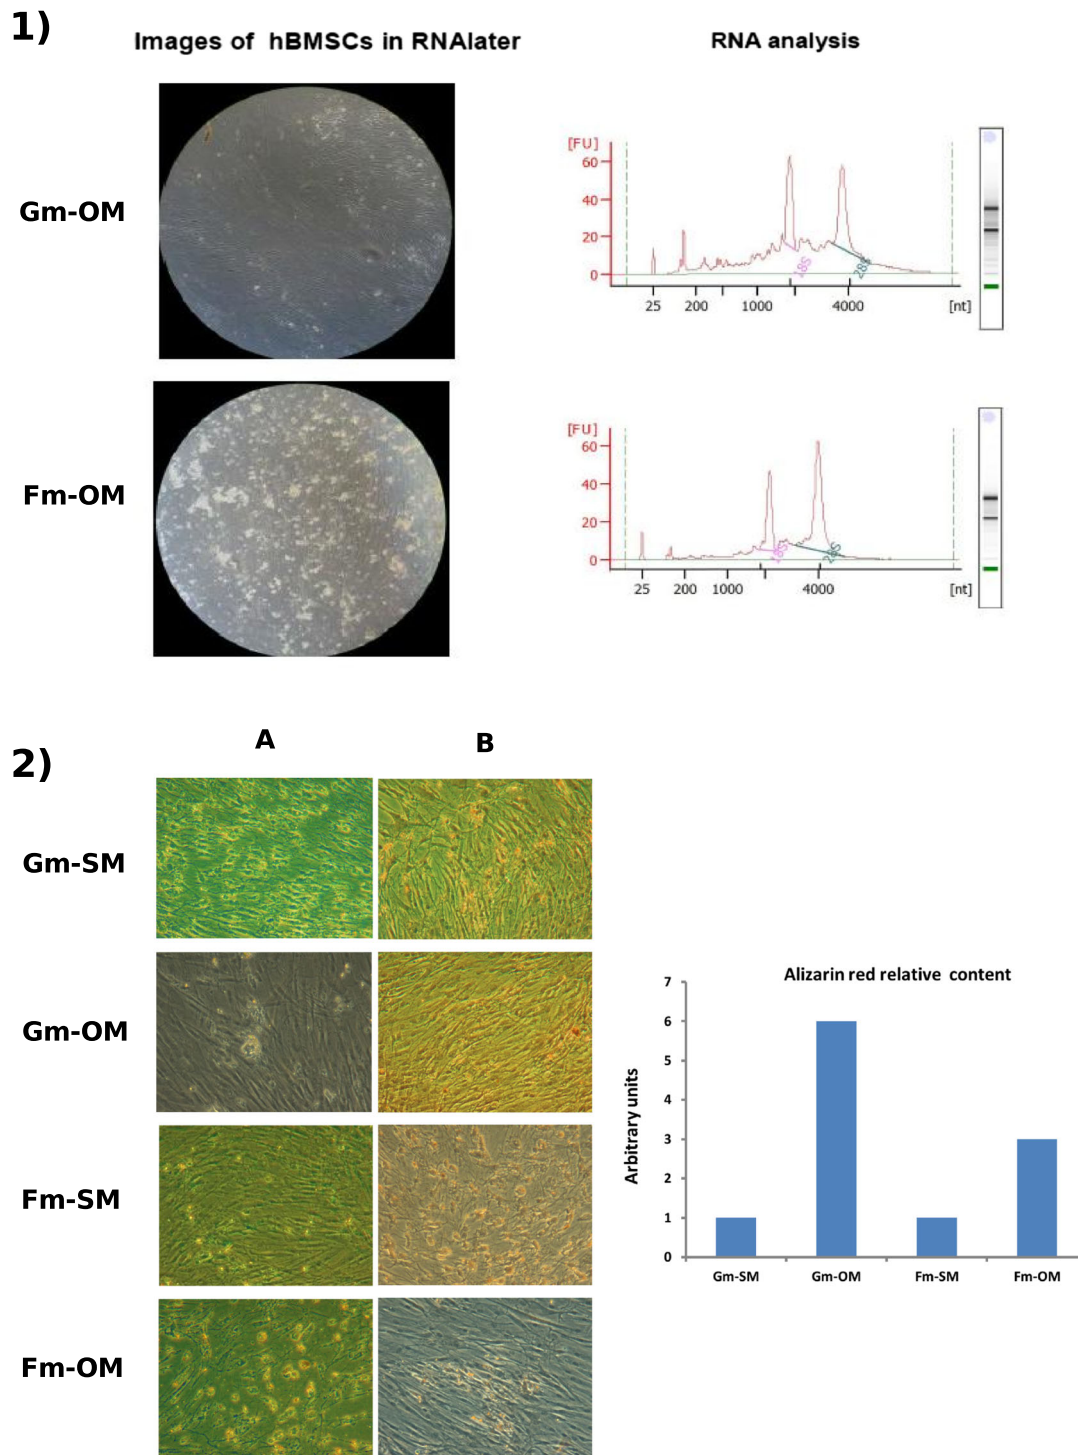 1)
Images of hBMSCs in RNAlater
RNA analysis
Gm-OM
[FU]
60
40
20
0
18S
28S
25 200 1000 4000 [nt]
Fm-OM
[FU]
60
40
20
0
18S
28S
25 200 1000 4000 [nt]
2)
A B
Gm-SM
Gm-OM
Fm-SM
Fm-OM
Alizarin red relative content
Arbitrary units
7
6
5
4
3
2
1
0
Gm-SM Gm-OM Fm-SM Fm-OM